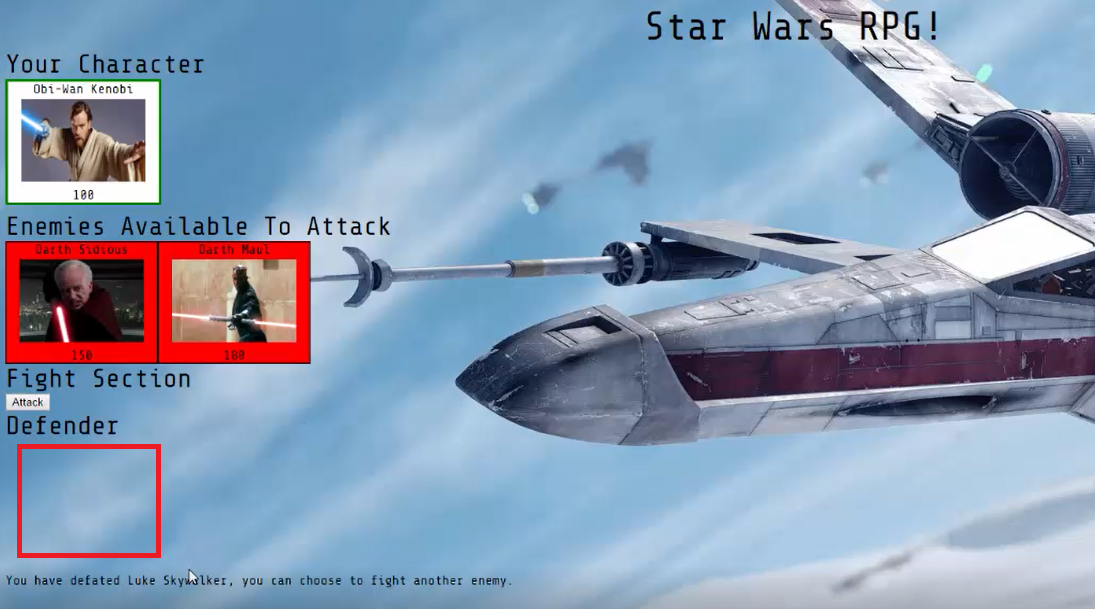 Star Wars RPG!
Your Character
Obi-Wan Kenobi
100
Enemies Available To Attack
Darth Sidious
Darth Maul
150
180
Fight Section
Attack
Defender
You have defated Luke Skywalker, you can choose to fight another enemy.